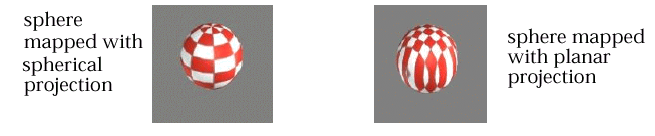 sphere
mapped with
spherical
projection
sphere mapped
with planar
projection